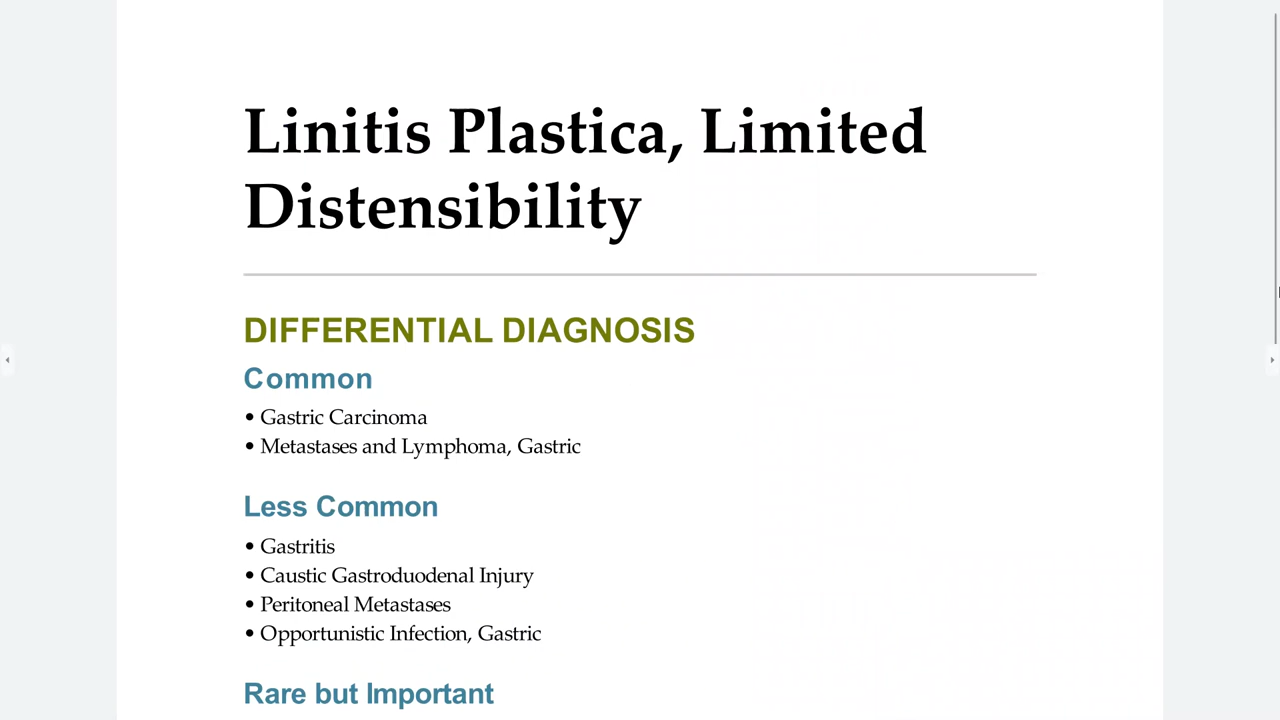 Linitis Plastica, Limited
Distensibility
DIFFERENTIAL DIAGNOSIS
Common
• Gastric Carcinoma
• Metastases and Lymphoma, Gastric
Less Common
• Gastritis
• Caustic Gastroduodenal Injury
• Peritoneal Metastases
• Opportunistic Infection, Gastric
Rare but Important